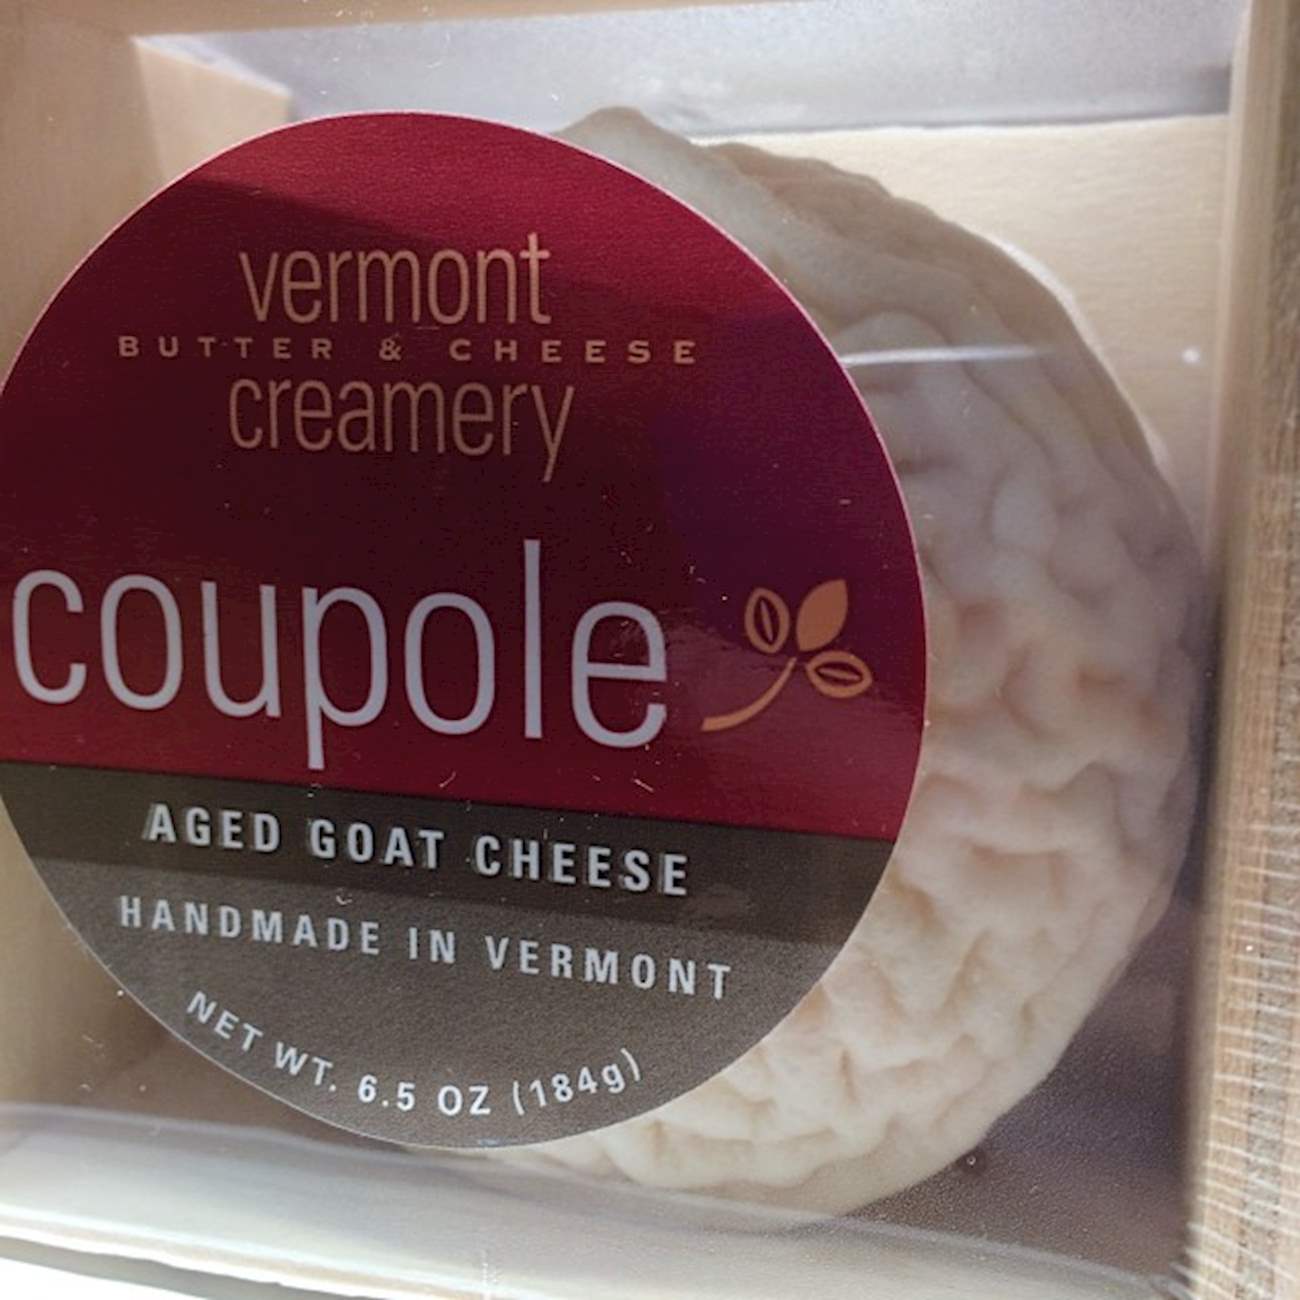 vermont
BUTTER & CHEESE
creamery
coupole
AGED GOAT CHEESE
HANDMADE IN VERMONT
NET WT. 6.5 OZ (184g)